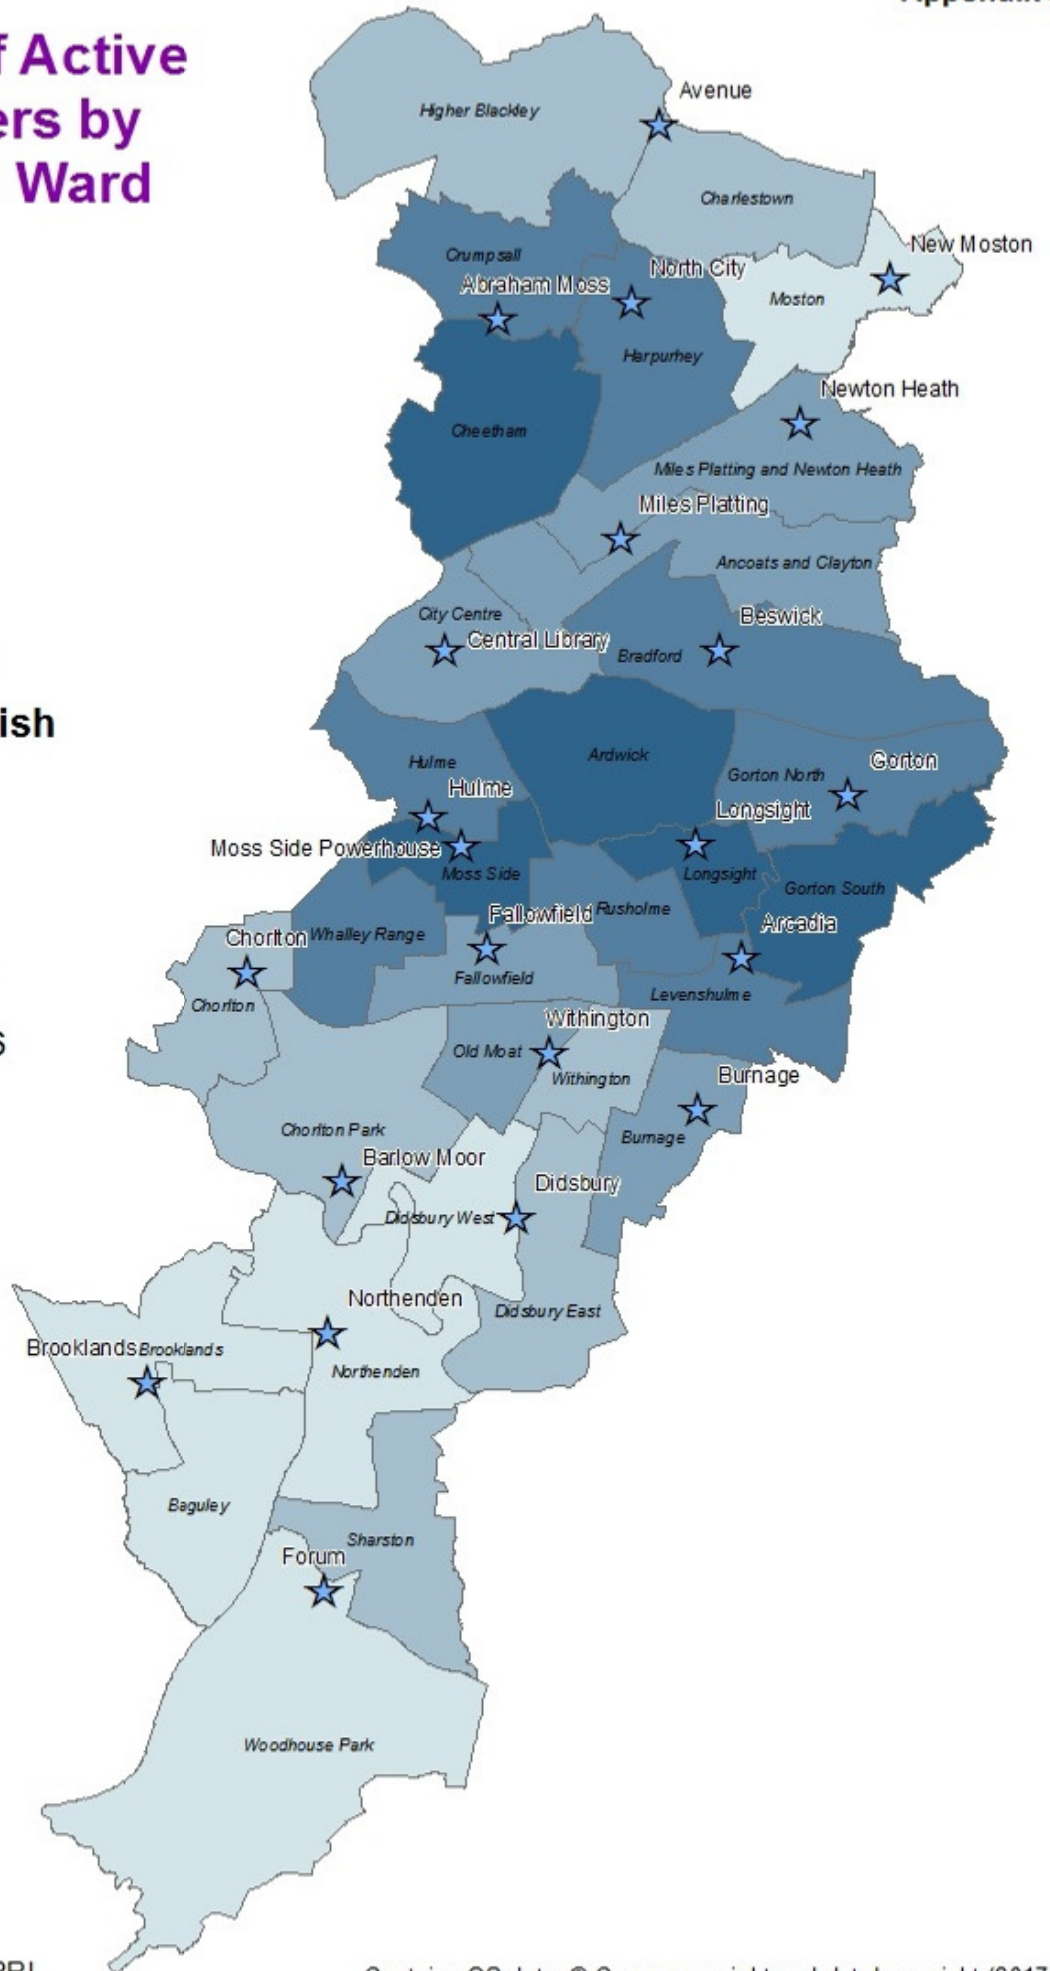 f Active
ers by
Ward
Avenue
Higher Blackley
Charlestown
New Moston
Crumpsall
North City
Abraham Moss
Moston
Harpurhey
Newton Heath
Cheetham
Miles Platting and Newton Heath
Miles Platting
Ancoats and Clayton
City Centre
Beswick
Central Library
Bradford
ish
Ardwick
Hulme
Gorton
Gorton North
Hulme
Longsight
Moss Side Powerhouse
Moss Side
Longsight
Gorton South
Fallowfield
Rusholme
Arcadia
Chorlton
Whalley Range
Fallowfield
Levenshulme
Chorlton
Withington
S
Old Moat
Withington
Burnage
Chorlton Park
Burnage
Barlow Moor
Didsbury
Didsbury West
Northenden
Didsbury East
Brooklands
Brooklands
Northenden
Baguley
Sharston
Forum
Woodhouse Park